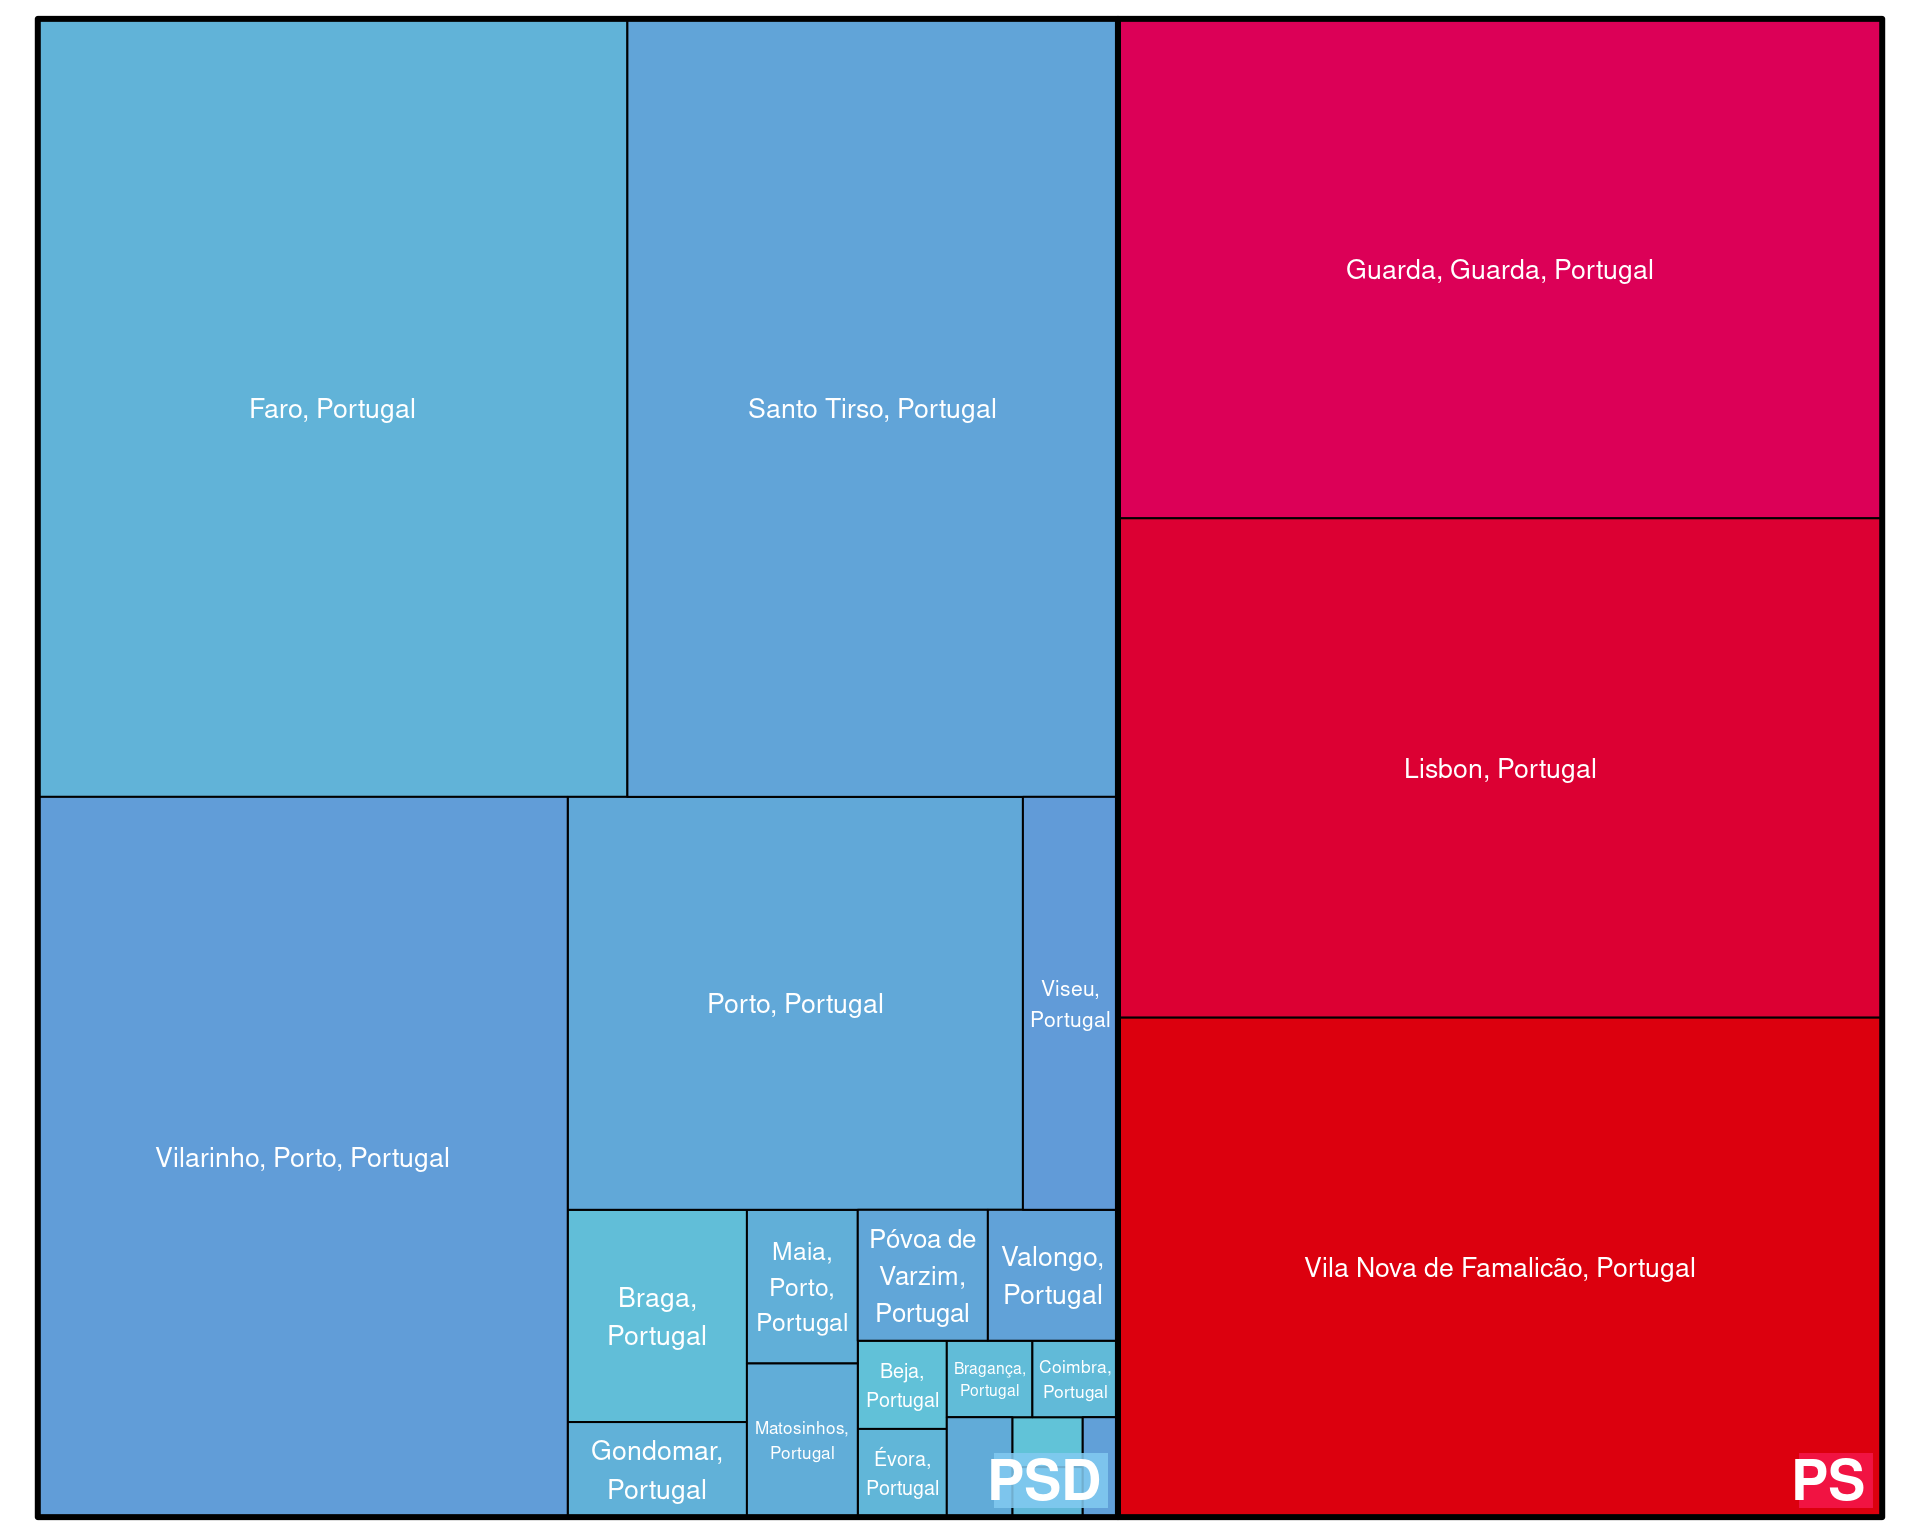 Faro, Portugal
Santo Tirso, Portugal
Guarda, Guarda, Portugal
Lisbon, Portugal
Vilarinho, Porto, Portugal
Porto, Portugal
Viseu,
Portugal
Braga,
Portugal
Maia,
Porto,
Portugal
Póvoa de
Varzim,
Portugal
Valongo,
Portugal
Gondomar,
Portugal
Matosinhos,
Portugal
Beja,
Portugal
Bragança,
Portugal
Coimbra,
Portugal
Évora,
Portugal
PSD
Vila Nova de Famalicão, Portugal
PS